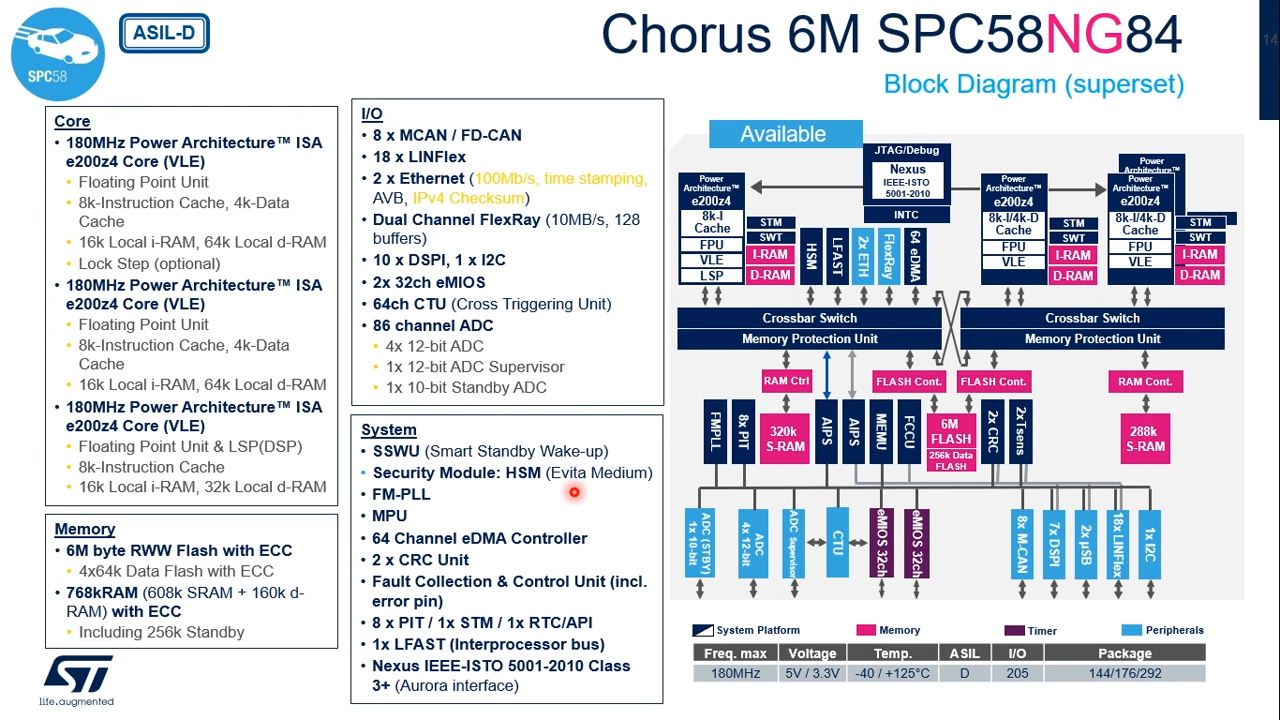 SPC58
ASIL-D
Chorus 6M SPC58NG84
14
Block Diagram (superset)
Core
• 180MHz Power Architecture™ ISA
e200z4 Core (VLE)
• Floating Point Unit
• 8k-Instruction Cache, 4k-Data
Cache
• 16k Local i-RAM, 64k Local d-RAM
• Lock Step (optional)
• 180MHz Power Architecture™ ISA
e200z4 Core (VLE)
• Floating Point Unit
• 8k-Instruction Cache, 4k-Data
Cache
• 16k Local i-RAM, 64k Local d-RAM
• 180MHz Power Architecture™ ISA
e200z4 Core (VLE)
• Floating Point Unit & LSP(DSP)
• 8k-Instruction Cache
• 16k Local i-RAM, 32k Local d-RAM
Memory
• 6M byte RWW Flash with ECC
• 4x64k Data Flash with ECC
• 768kRAM (608k SRAM + 160k d-
RAM) with ECC
• Including 256k Standby
I/O
• 8 x MCAN / FD-CAN
• 18 x LINFlex
• 2 x Ethernet (100Mb/s, time stamping,
AVB, IPv4 Checksum)
• Dual Channel FlexRay (10MB/s, 128
buffers)
• 10 x DSPI, 1 x I2C
• 2x 32ch eMIOS
• 64ch CTU (Cross Triggering Unit)
• 86 channel ADC
• 4x 12-bit ADC
• 1x 12-bit ADC Supervisor
• 1x 10-bit Standby ADC
System
• SSWU (Smart Standby Wake-up)
• Security Module: HSM (Evita Medium)
• FM-PLL
• MPU
• 64 Channel eDMA Controller
• 2 x CRC Unit
• Fault Collection & Control Unit (incl.
error pin)
• 8 x PIT / 1x STM / 1x RTC/API
• 1x LFAST (Interprocessor bus)
• Nexus IEEE-ISTO 5001-2010 Class
3+ (Aurora interface)
Available
JTAG/Debug
Nexus
IEEE-ISTO
5001-2010
INTC
Power
Architecture™
e200z4
8k-I
Cache
FPU
VLE
LSP
STM
SWT
I-RAM
D-RAM
HSM
LFAST
2x ETH
FlexRay
64 eDMA
Power
Architecture™
e200z4
8k-I/4k-D
Cache
FPU
VLE
STM
SWT
I-RAM
D-RAM
Power
Architecture™
Power
Architecture™
e200z4
8k-I/4k-D
Cache
FPU
VLE
STM
SWT
I-RAM
D-RAM
Crossbar Switch
Memory Protection Unit
Crossbar Switch
Memory Protection Unit
RAM Ctrl
FLASH Cont.
FLASH Cont.
RAM Cont.
FMPLL
8x PIT
320k
S-RAM
AIPS
AIPS
MEMU
FCCU
6M
FLASH
256k Data
FLASH
2x CRC
2xTsens
288k
S-RAM
ADC (STBY)
1x 10-bit
ADC
4x 12-bit
ADC
Supervisor
CTU
eMIOS 32ch
eMIOS 32ch
8x M-CAN
7x DSPI
2x µSB
18x LINFlex
1x I2C
System Platform
Memory
Timer
Peripherals
Freq. max Voltage Temp. ASIL I/O Package
180MHz 5V / 3.3V -40 / +125°C D 205 144/176/292
ST
life.augmented